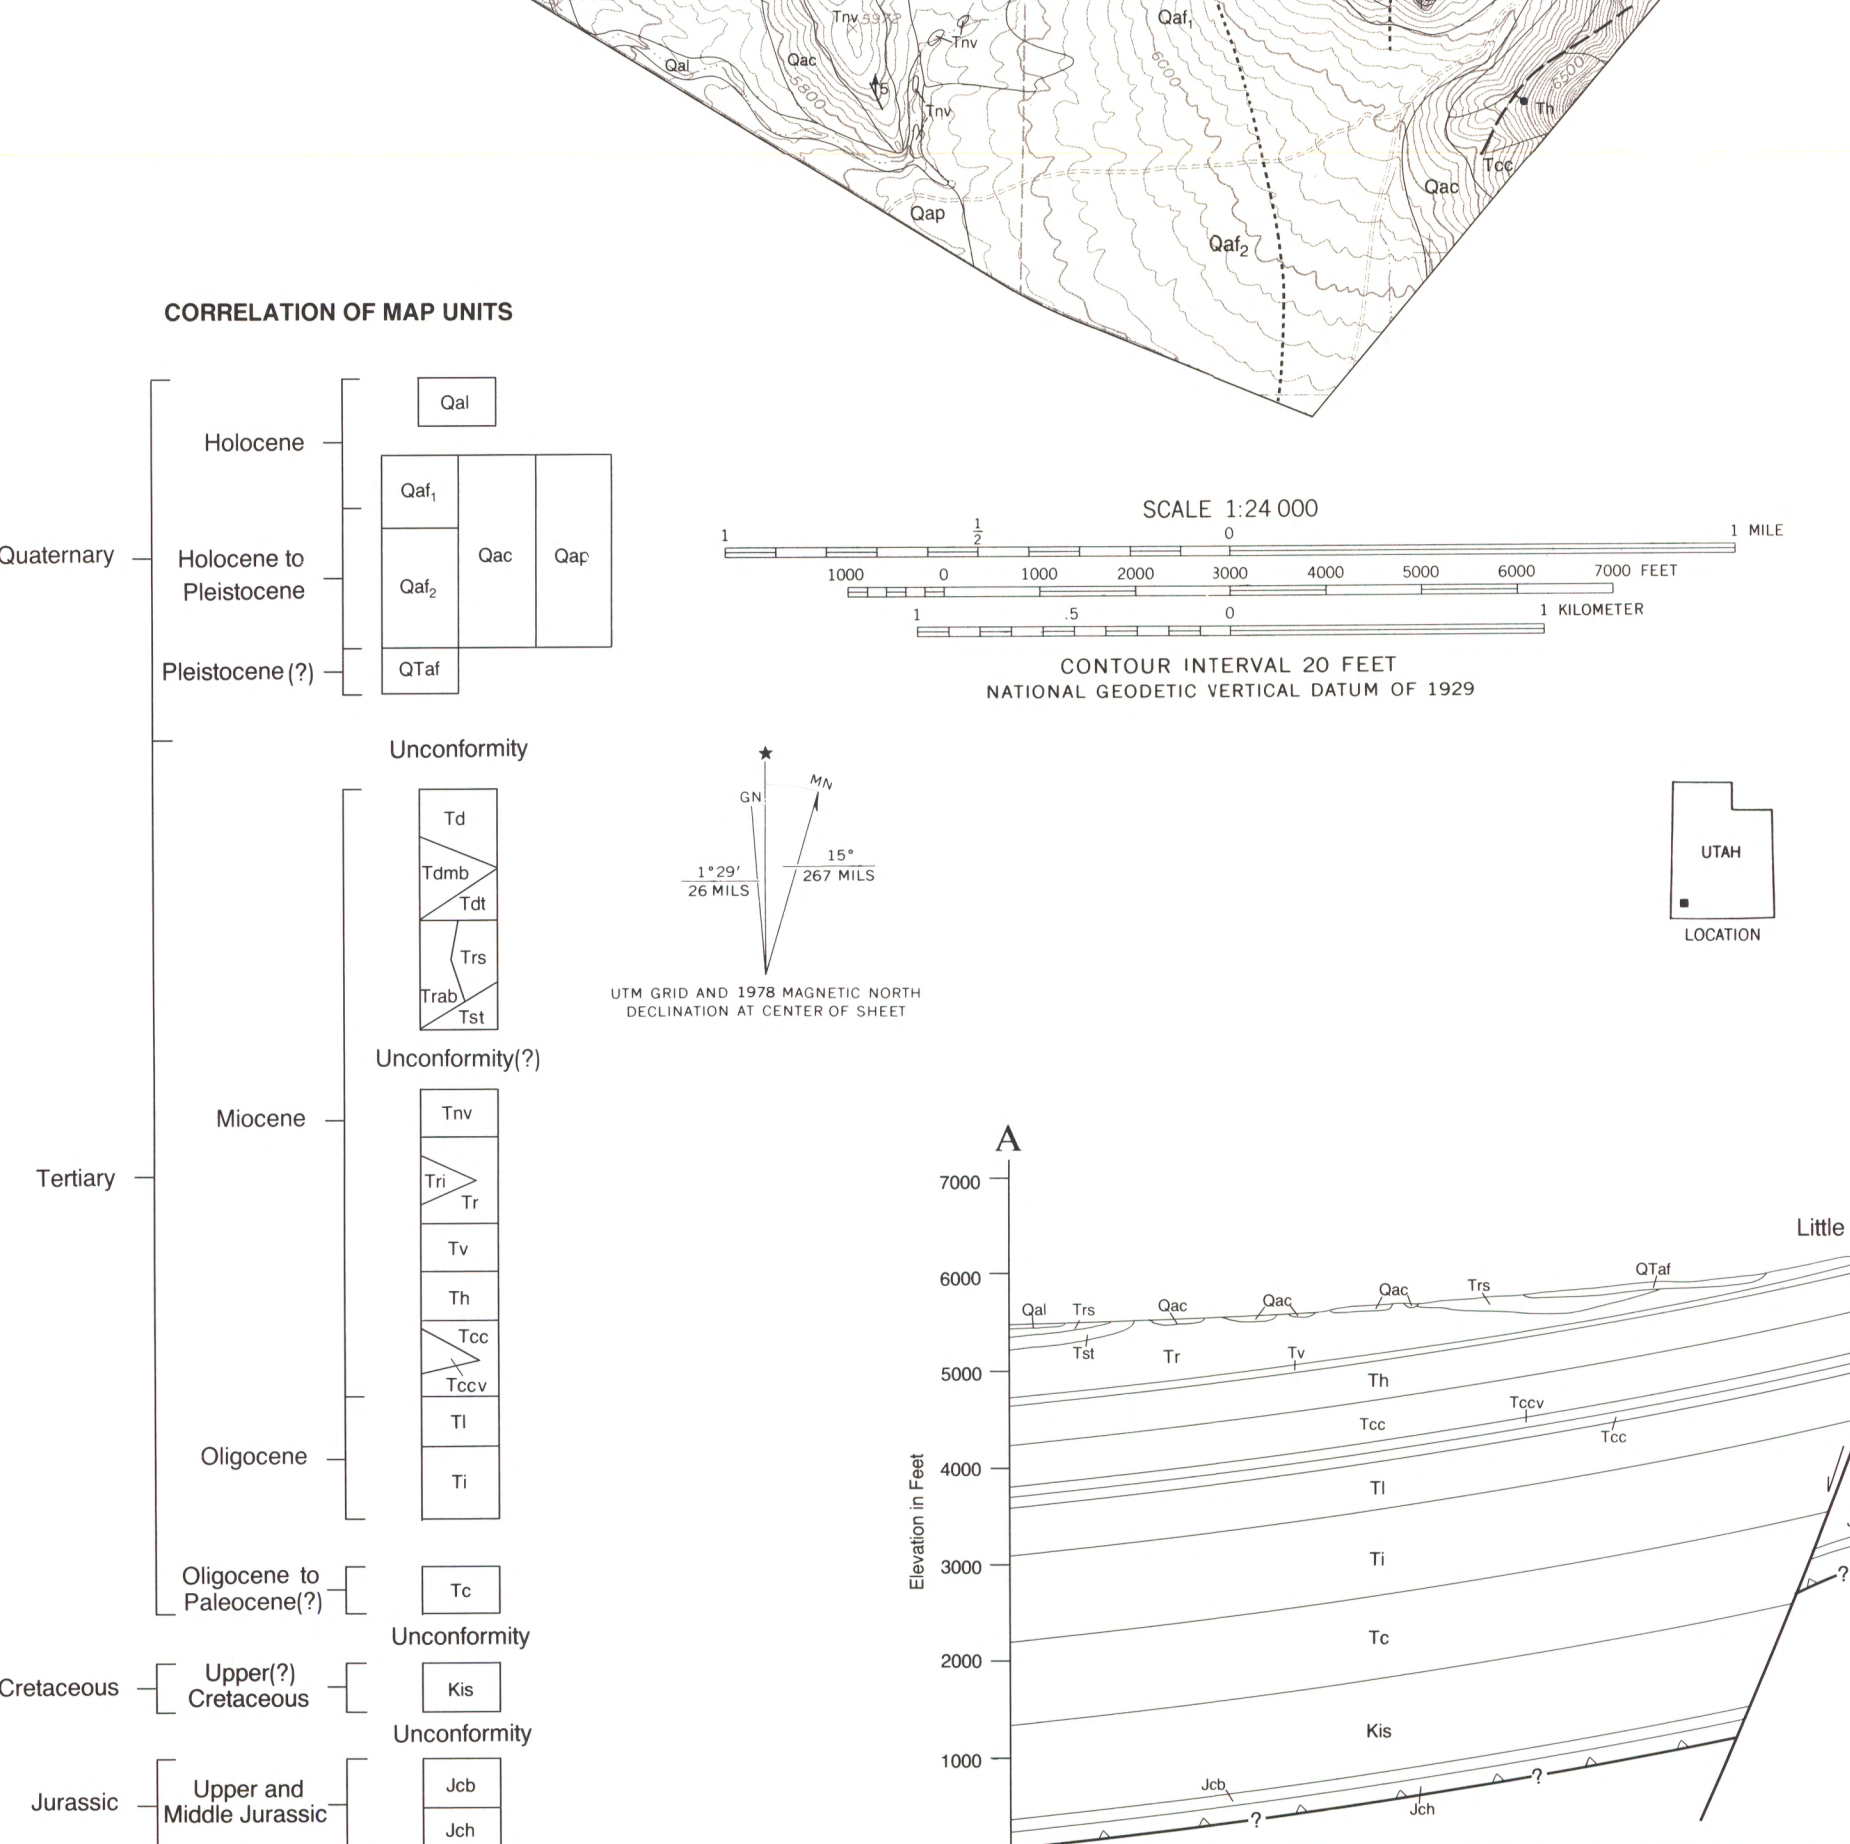 Tnv 5972
Tnv
Qaf1
Qal
Qac
5800
6000
5
Tnv
5500
Th
Tcc
Qac
Qap
Qaf2
CORRELATION OF MAP UNITS
Qal
Holocene
Qaf1
Quaternary
Holocene to
Pleistocene
Qac
Qap
Qaf2
Pleistocene (?)
QTaf
Unconformity
Td
Tdmb
Tdt
Trs
Trab
Tst
Unconformity(?)
Tnv
Miocene
Tri
Tr
Tertiary
Tv
Th
Tcc
Tccv
Tl
Oligocene
Ti
Oligocene to
Paleocene(?)
Tc
Unconformity
Cretaceous
Upper(?)
Cretaceous
Kis
Unconformity
Jurassic
Upper and
Middle Jurassic
Jcb
Jch
SCALE 1:24 000
1 1/2 0 1 MILE
1000 0 1000 2000 3000 4000 5000 6000 7000 FEET
1 .5 0 1 KILOMETER
CONTOUR INTERVAL 20 FEET
NATIONAL GEODETIC VERTICAL DATUM OF 1929
★
GN
MN
1°29′
26 MILS
15°
267 MILS
UTM GRID AND 1978 MAGNETIC NORTH
DECLINATION AT CENTER OF SHEET
UTAH
LOCATION
A
7000
Little
6000
QTaf
Qal Trs Qac Qac Qac Trs
Tst Tr Tv
5000
Th
Tccv
Tcc
Tcc
Elevation in Feet
4000
Tl
3000
Ti
?
Tc
2000
Kis
1000
Jcb
?
Jch
?